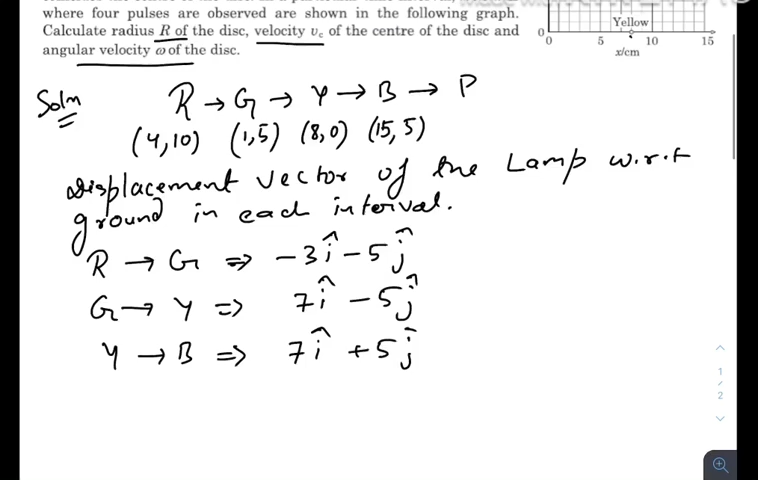 where four pulses are observed are shown in the following graph.
Calculate radius R of the disc, velocity v_c of the centre of the disc and
angular velocity ω of the disc.
Yellow
0
0 5 10 15
x/cm
Soln
R → G → Y → B → P
(4,10) (1,5) (8,0) (15,5)
Displacement vector of the Lamp w.r.t
ground in each interval.
R → G ⇒ -3î - 5ĵ
G → Y ⇒ 7î - 5ĵ
Y → B ⇒ 7î + 5ĵ
1
/
2